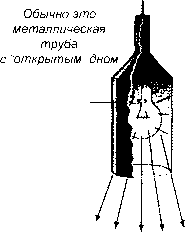 Обычно это
металлическая
труба
с открытым дном